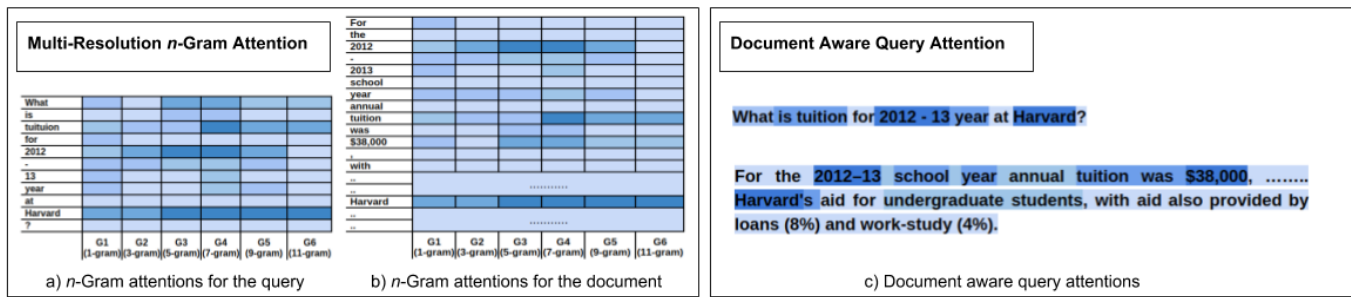 Multi-Resolution n-Gram Attention
What
is
tuituion
for
2012
-
13
year
at
Harvard
?
G1 G2 G3 G4 G5 G6
(1-gram) (3-gram) (5-gram) (7-gram) (9-gram) (11-gram)
a) n-Gram attentions for the query
For
the
2012
-
2013
school
year
annual
tuition
was
$38,000
,
with
..
..
...........
Harvard
..
..
...........
G1 G2 G3 G4 G5 G6
(1-gram) (3-gram) (5-gram) (7-gram) (9-gram) (11-gram)
b) n-Gram attentions for the document
Document Aware Query Attention
What is tuition for 2012 - 13 year at Harvard?
For the 2012–13 school year annual tuition was $38,000, ........
Harvard's aid for undergraduate students, with aid also provided by
loans (8%) and work-study (4%).
c) Document aware query attentions